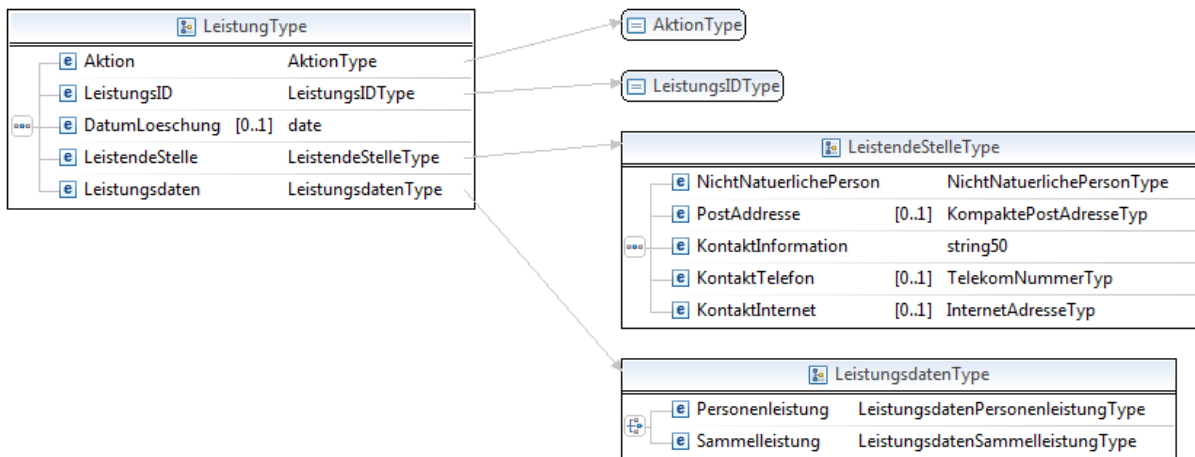 LeistungType
e Aktion AktionType
e LeistungsID LeistungsIDType
e DatumLoeschung [0..1] date
e LeistendeStelle LeistendeStelleType
e Leistungsdaten LeistungsdatenType
AktionType
LeistungsIDType
LeistendeStelleType
e NichtNatuerlichePerson NichtNatuerlichePersonType
e PostAddresse [0..1] KompaktePostAdresseTyp
e KontaktInformation string50
e KontaktTelefon [0..1] TelekomNummerTyp
e KontaktInternet [0..1] InternetAdresseTyp
LeistungsdatenType
e Personenleistung LeistungsdatenPersonenleistungType
e Sammelleistung LeistungsdatenSammelleistungType